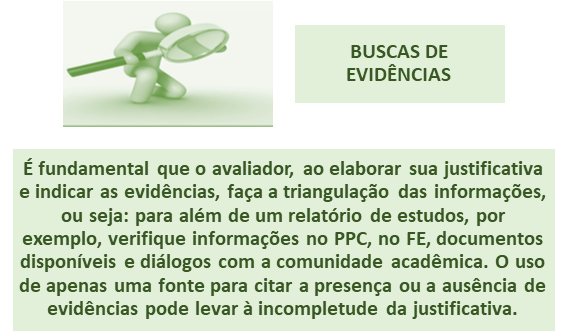 BUSCAS DE
EVIDÊNCIAS
É fundamental que o avaliador, ao elaborar sua justificativa
e indicar as evidências, faça a triangulação das informações,
ou seja: para além de um relatório de estudos, por
exemplo, verifique informações no PPC, no FE, documentos
disponíveis e diálogos com a comunidade acadêmica. O uso
de apenas uma fonte para citar a presença ou a ausência de
evidências pode levar à incompletude da justificativa.